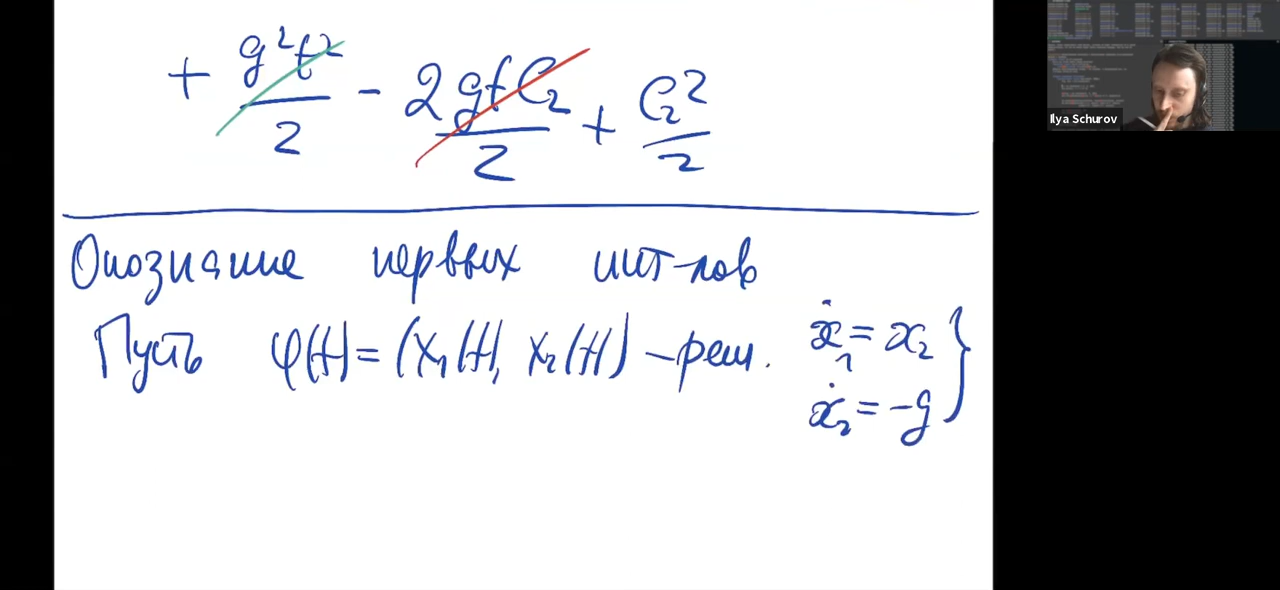 + g²t²/2 - 2gtC₂/2 + C₂²/2
Опознание первых инт-лов
Пусть φ(t) = (x₁(t), x₂(t)) – реш. ẋ₁ = x₂
ẋ₂ = -g }
Ilya Schurov